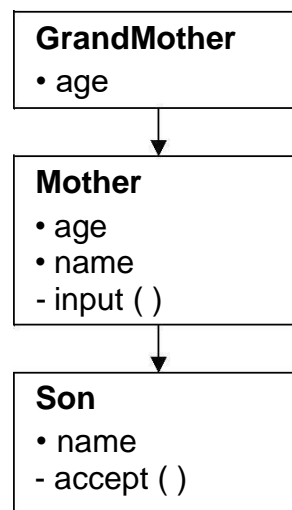 GrandMother
• age
Mother
• age
• name
- input ( )
Son
• name
- accept ( )